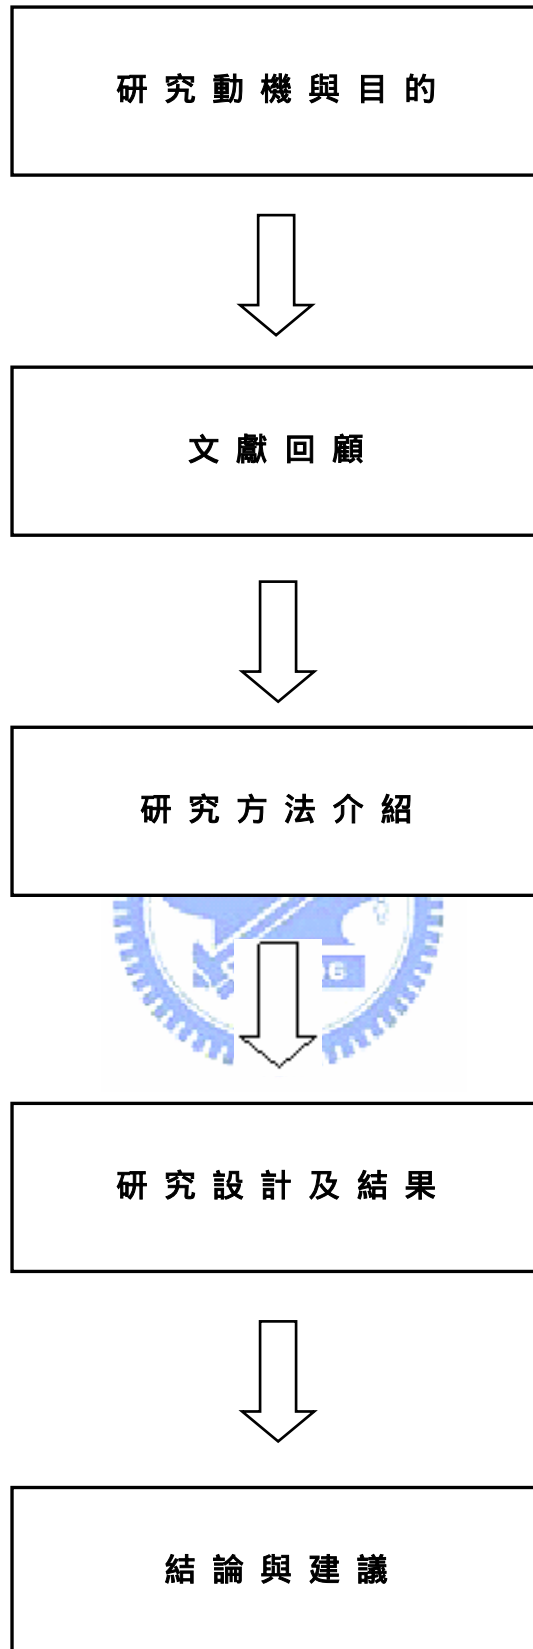 研究動機與目的
文獻回顧
研究方法介紹
研究設計及結果
結論與建議